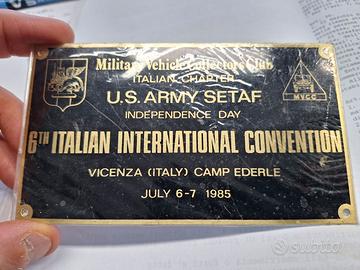 Military Vehicle Collectors Club
ITALIAN CHAPTER
MVCC
U.S. ARMY SETAF
INDEPENDENCE DAY
6TH ITALIAN INTERNATIONAL CONVENTION
VICENZA (ITALY) CAMP EDERLE
JULY 6-7 1985
subito